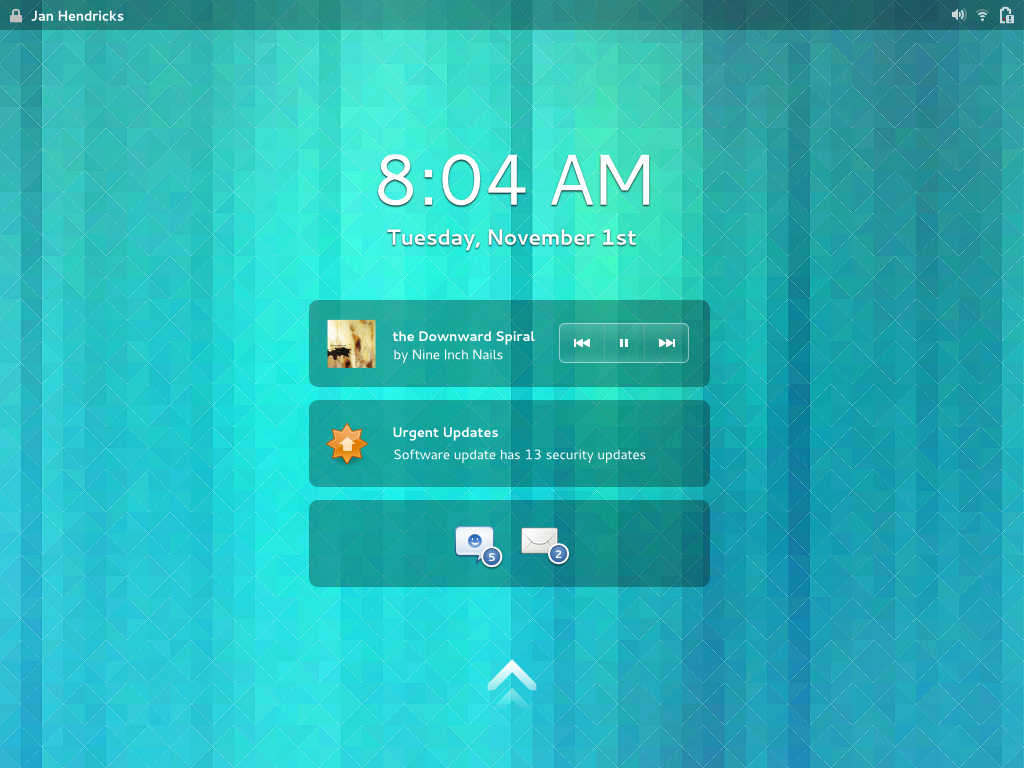 Jan Hendricks
8:04 AM
Tuesday, November 1st
the Downward Spiral
by Nine Inch Nails
Urgent Updates
Software update has 13 security updates
5
2